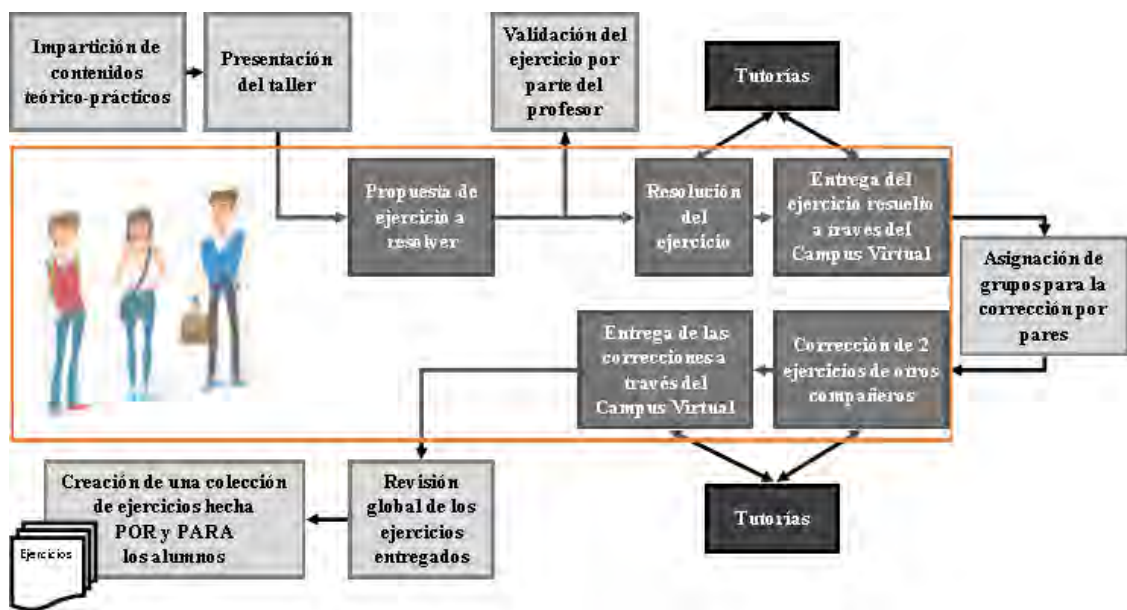 Impartición de
contenidos
teórico-prácticos
Presentación
del taller
Validación del
ejercicio por
parte del
profesor
Tutorías
Propuesta de
ejercicio a
resolver
Resolución
del
ejercicio
Entrega del
ejercicio resuelto
a través del
Campus Virtual
Asignación de
grupos para la
corrección por
pares
Entrega de las
correcciones a
través del
Campus Virtual
Corrección de 2
ejercicios de otros
compañeros
Creación de una colección
de ejercicios hecha
POR y PARA
los alumnos
Revisión
global de los
ejercicios
entregados
Tutorías
Ejercicios